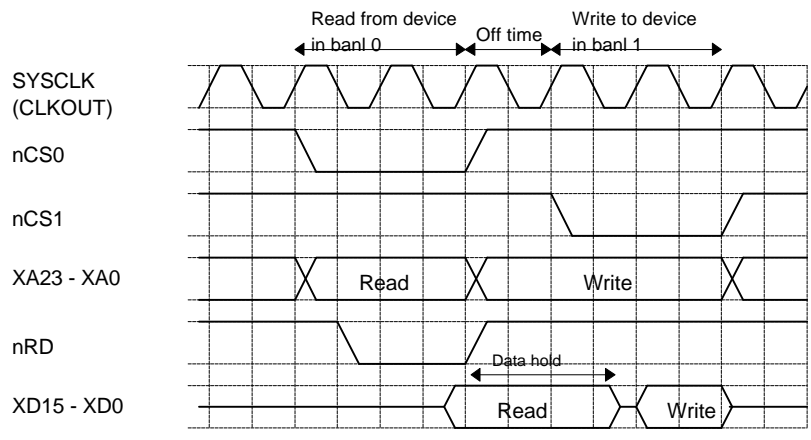 Read from device
in banl 0
Off time
Write to device
in banl 1
SYSCLK
(CLKOUT)
nCS0
nCS1
XA23 - XA0
Read
Write
nRD
Data hold
XD15 - XD0
Read
Write